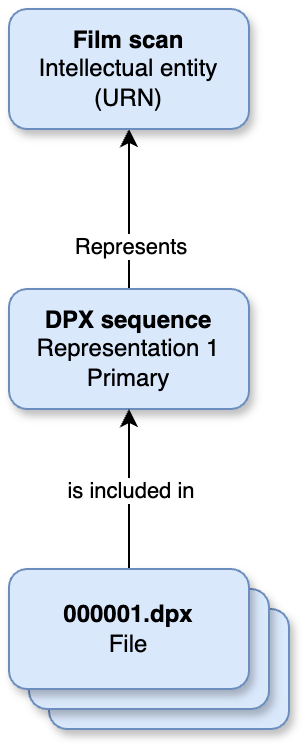 Film scan
Intellectual entity
(URN)
Represents
DPX sequence
Representation 1
Primary
is included in
000001.dpx
File